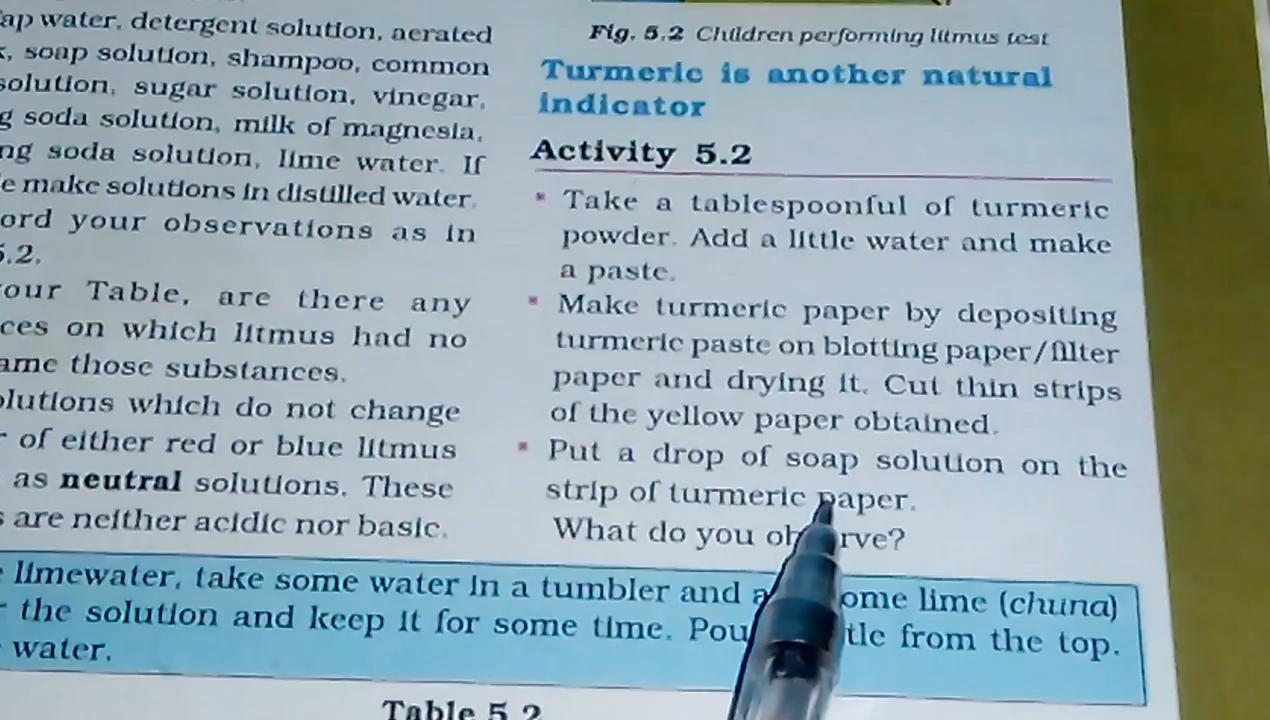 ap water, detergent solution, aerated
, soap solution, shampoo, common
solution, sugar solution, vinegar,
g soda solution, milk of magnesia,
ng soda solution, lime water. If
e make solutions in distilled water.
ord your observations as in
5.2.
our Table, are there any
ces on which litmus had no
ame those substances.
lutions which do not change
r of either red or blue litmus
as neutral solutions. These
s are neither acidic nor basic.
Fig. 5.2 Children performing litmus test
Turmeric is another natural
indicator
Activity 5.2
Take a tablespoonful of turmeric
powder. Add a little water and make
a paste.
Make turmeric paper by depositing
turmeric paste on blotting paper/filter
paper and drying it. Cut thin strips
of the yellow paper obtained.
Put a drop of soap solution on the
strip of turmeric paper.
What do you ob rve?
limewater, take some water in a tumbler and a ome lime (chuna)
the solution and keep it for some time. Pou tle from the top.
water.
Table 5.2